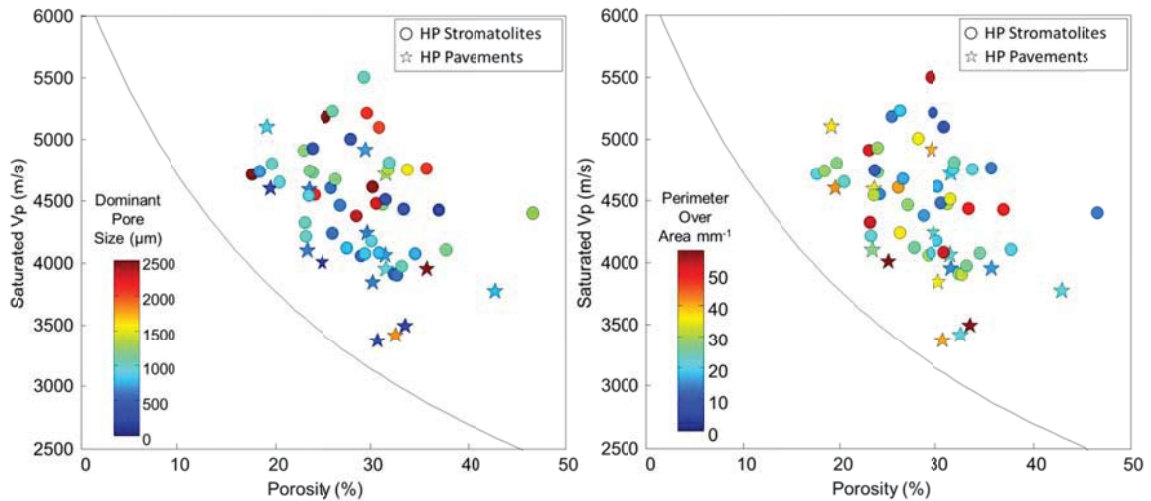 6000
5500
5000
4500
4000
3500
3000
2500
Saturated Vp (m/s)
HP Stromatolites
HP Pavements
Dominant
Pore
Size (µm)
2500
2000
1500
1000
500
0
0 10 20 30 40 50
Porosity (%)
6000
5500
5000
4500
4000
3500
3000
2500
Saturated Vp (m/s)
HP Stromatolites
HP Pavements
Perimeter
Over
Area mm⁻¹
50
40
30
20
10
0
0 10 20 30 40 50
Porosity (%)